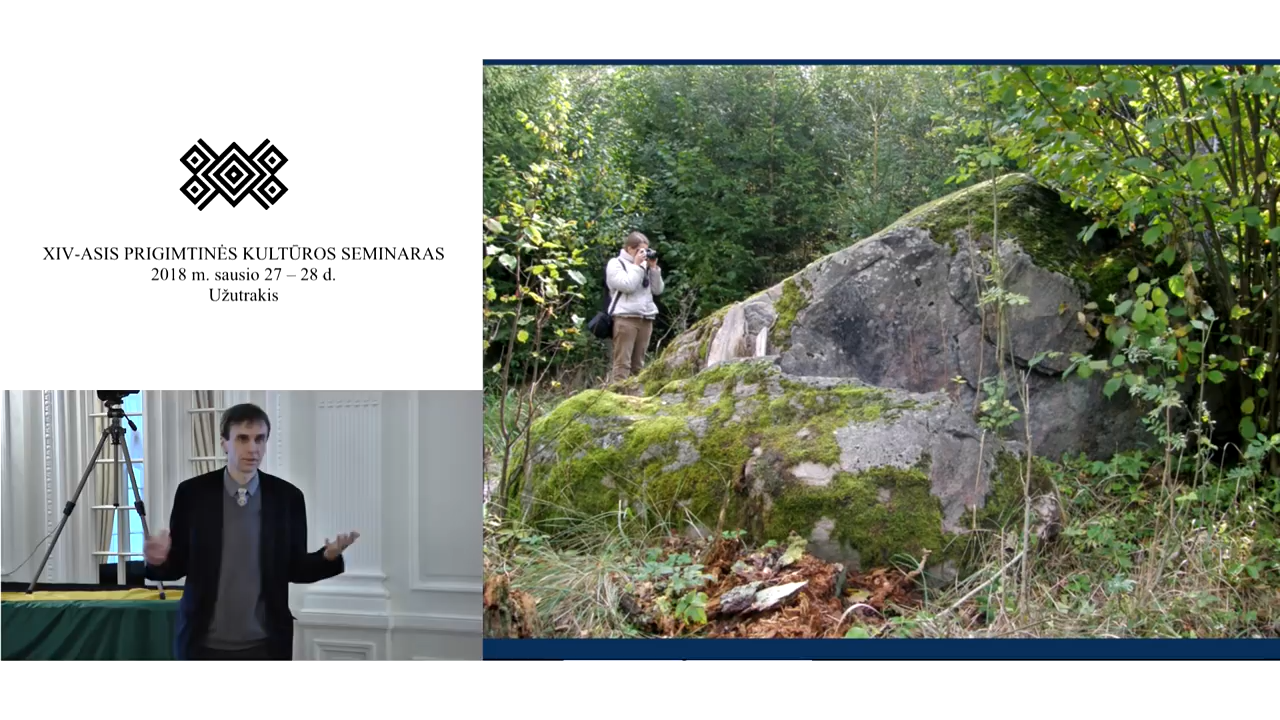 XIV-ASIS PRIGIMTINĖS KULTŪROS SEMINARAS
2018 m. sausio 27 – 28 d.
Užutrakis